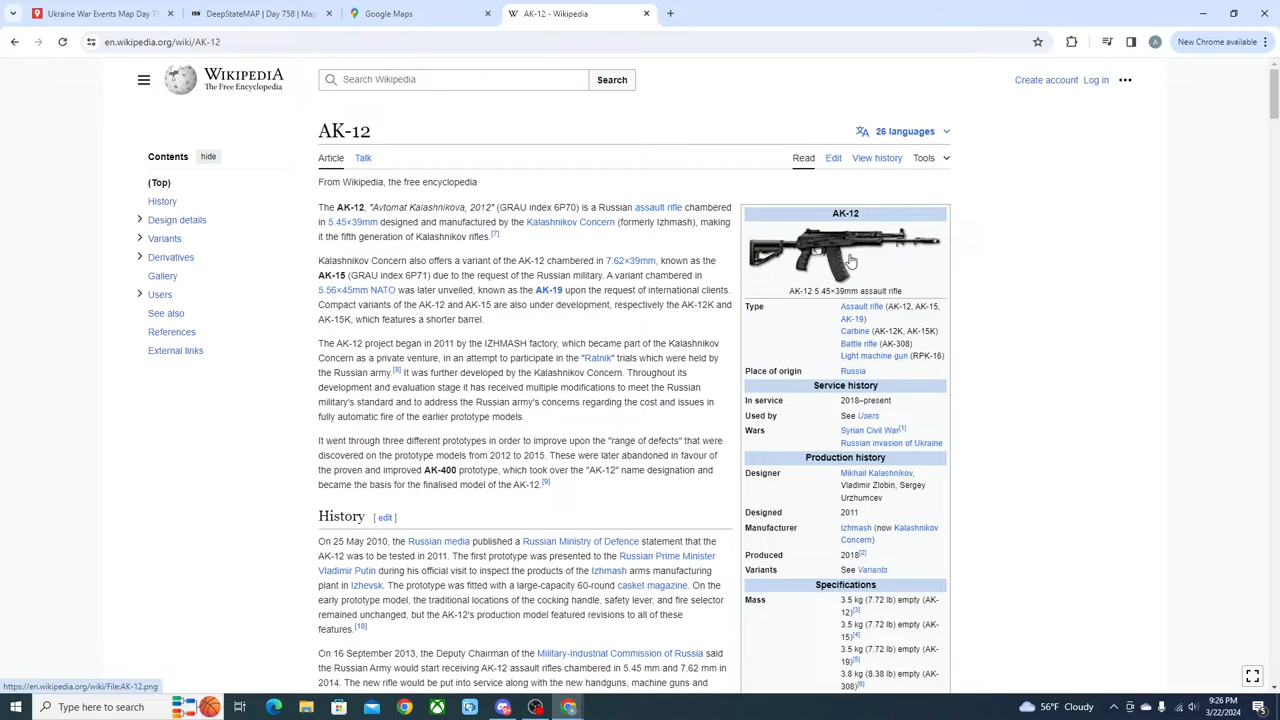 Ukraine War Events Map
DeepStateMAP | Day 758 | Map
Google Maps
AK-12 - Wikipedia
en.wikipedia.org/wiki/AK-12
New Chrome available
WIKIPEDIA
The Free Encyclopedia
Search Wikipedia
Search
Create account Log in
AK-12
26 languages
Contents hide
(Top)
History
Design details
Variants
Derivatives
Gallery
Users
See also
References
External links
Article Talk
Read Edit View history Tools
From Wikipedia, the free encyclopedia
The AK-12, "Avtomat Kalashnikova, 2012" (GRAU index 6P70) is a Russian assault rifle chambered
in 5.45×39mm designed and manufactured by the Kalashnikov Concern (formerly Izhmash), making
it the fifth generation of Kalashnikov rifles.[7]
Kalashnikov Concern also offers a variant of the AK-12 chambered in 7.62×39mm, known as the
AK-15 (GRAU index 6P71) due to the request of the Russian military. A variant chambered in
5.56×45mm NATO was later unveiled, known as the AK-19 upon the request of international clients.
Compact variants of the AK-12 and AK-15 are also under development, respectively the AK-12K and
AK-15K, which features a shorter barrel.
The AK-12 project began in 2011 by the IZHMASH factory, which became part of the Kalashnikov
Concern as a private venture, in an attempt to participate in the "Ratnik" trials which were held by
the Russian army.[8] It was further developed by the Kalashnikov Concern. Throughout its
development and evaluation stage it has received multiple modifications to meet the Russian
military's standard and to address the Russian army's concerns regarding the cost and issues in
fully automatic fire of the earlier prototype models.
It went through three different prototypes in order to improve upon the "range of defects" that were
discovered on the prototype models from 2012 to 2015. These were later abandoned in favour of
the proven and improved AK-400 prototype, which took over the "AK-12" name designation and
became the basis for the finalised model of the AK-12.[9]
History [ edit ]
On 25 May 2010, the Russian media published a Russian Ministry of Defence statement that the
AK-12 was to be tested in 2011. The first prototype was presented to the Russian Prime Minister
Vladimir Putin during his official visit to inspect the products of the Izhmash arms manufacturing
plant in Izhevsk. The prototype was fitted with a large-capacity 60-round casket magazine. On the
early prototype model, the traditional locations of the cocking handle, safety lever, and fire selector
remained unchanged, but the AK-12's production model featured revisions to all of these
features.[10]
On 16 September 2013, the Deputy Chairman of the Military-Industrial Commission of Russia said
the Russian Army would start receiving AK-12 assault rifles chambered in 5.45 mm and 7.62 mm in
2014. The new rifle would be put into service along with the new handguns, machine guns and
AK-12
AK-12 5.45×39mm assault rifle
Type Assault rifle (AK-12, AK-15,
AK-19)
Carbine (AK-12K, AK-15K)
Battle rifle (AK-308)
Light machine gun (RPK-16)
Place of origin Russia
Service history
In service 2018–present
Used by See Users
Wars Syrian Civil War[1]
Russian invasion of Ukraine
Production history
Designer Mikhail Kalashnikov,
Vladimir Zlobin, Sergey
Urzhumcev
Designed 2011
Manufacturer Izhmash (now Kalashnikov
Concern)
Produced 2018[2]
Variants See Variants
Specifications
Mass 3.5 kg (7.72 lb) empty (AK-
12)[3]
3.5 kg (7.72 lb) empty (AK-
15)[4]
3.5 kg (7.72 lb) empty (AK-
19)[5]
3.8 kg (8.38 lb) empty (AK-
308)[6]
https://en.wikipedia.org/wiki/File:AK-12.png
Type here to search
56°F Cloudy
9:26 PM
3/22/2024